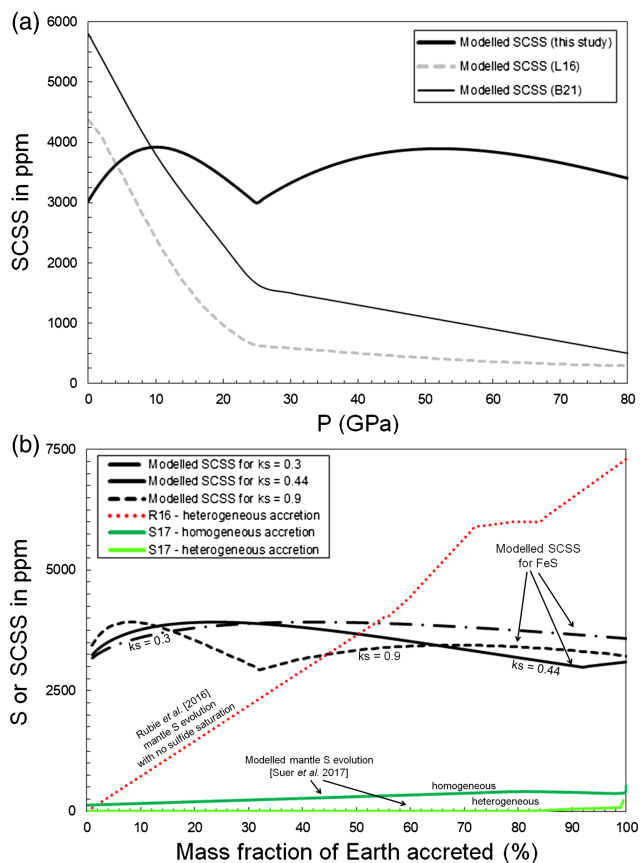 (a)
6000
5000
4000
3000
2000
1000
0
SCSS in ppm
Modelled SCSS (this study)
Modelled SCSS (L16)
Modelled SCSS (B21)
0 10 20 30 40 50 60 70 80
P (GPa)
(b)
7500
5000
2500
0
S or SCSS in ppm
Modelled SCSS for ks = 0.3
Modelled SCSS for ks = 0.44
Modelled SCSS for ks = 0.9
R16 - heterogeneous accretion
S17 - homogeneous accretion
S17 - heterogeneous accretion
Modelled SCSS
for FeS
ks = 0.3
ks = 0.9
ks = 0.44
Rubie et al. [2016]
mantle S evolution
with no sulfide saturation
Modelled mantle S evolution
[Suer et al. 2017]
homogeneous
heterogeneous
0 10 20 30 40 50 60 70 80 90 100
Mass fraction of Earth accreted (%)